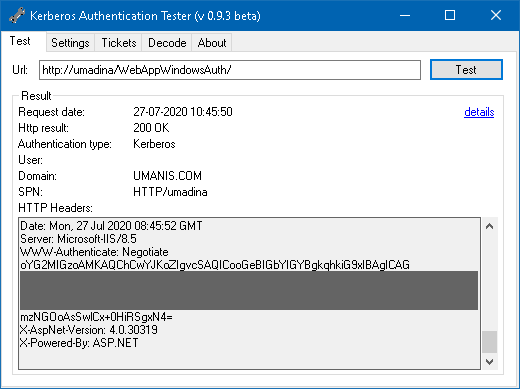 Kerberos Authentication Tester (v 0.9.3 beta)
Test Settings Tickets Decode About
Url: http://umadina/WebAppWindowsAuth/ Test
Result
Request date: 27-07-2020 10:45:50 details
Http result: 200 OK
Authentication type: Kerberos
User:
Domain: UMANIS.COM
SPN: HTTP/umadina
HTTP Headers:
Date: Mon, 27 Jul 2020 08:45:52 GMT
Server: Microsoft-IIS/8.5
WWW-Authenticate: Negotiate
oYG2MIGzoAMKAQChCwYJKoZIgvcSAQICooGeBIGbYIGYBgkqhkiG9xIBAgICAG
mzNGOoAsSwlCx+0HiRSgxN4=
X-AspNet-Version: 4.0.30319
X-Powered-By: ASP.NET